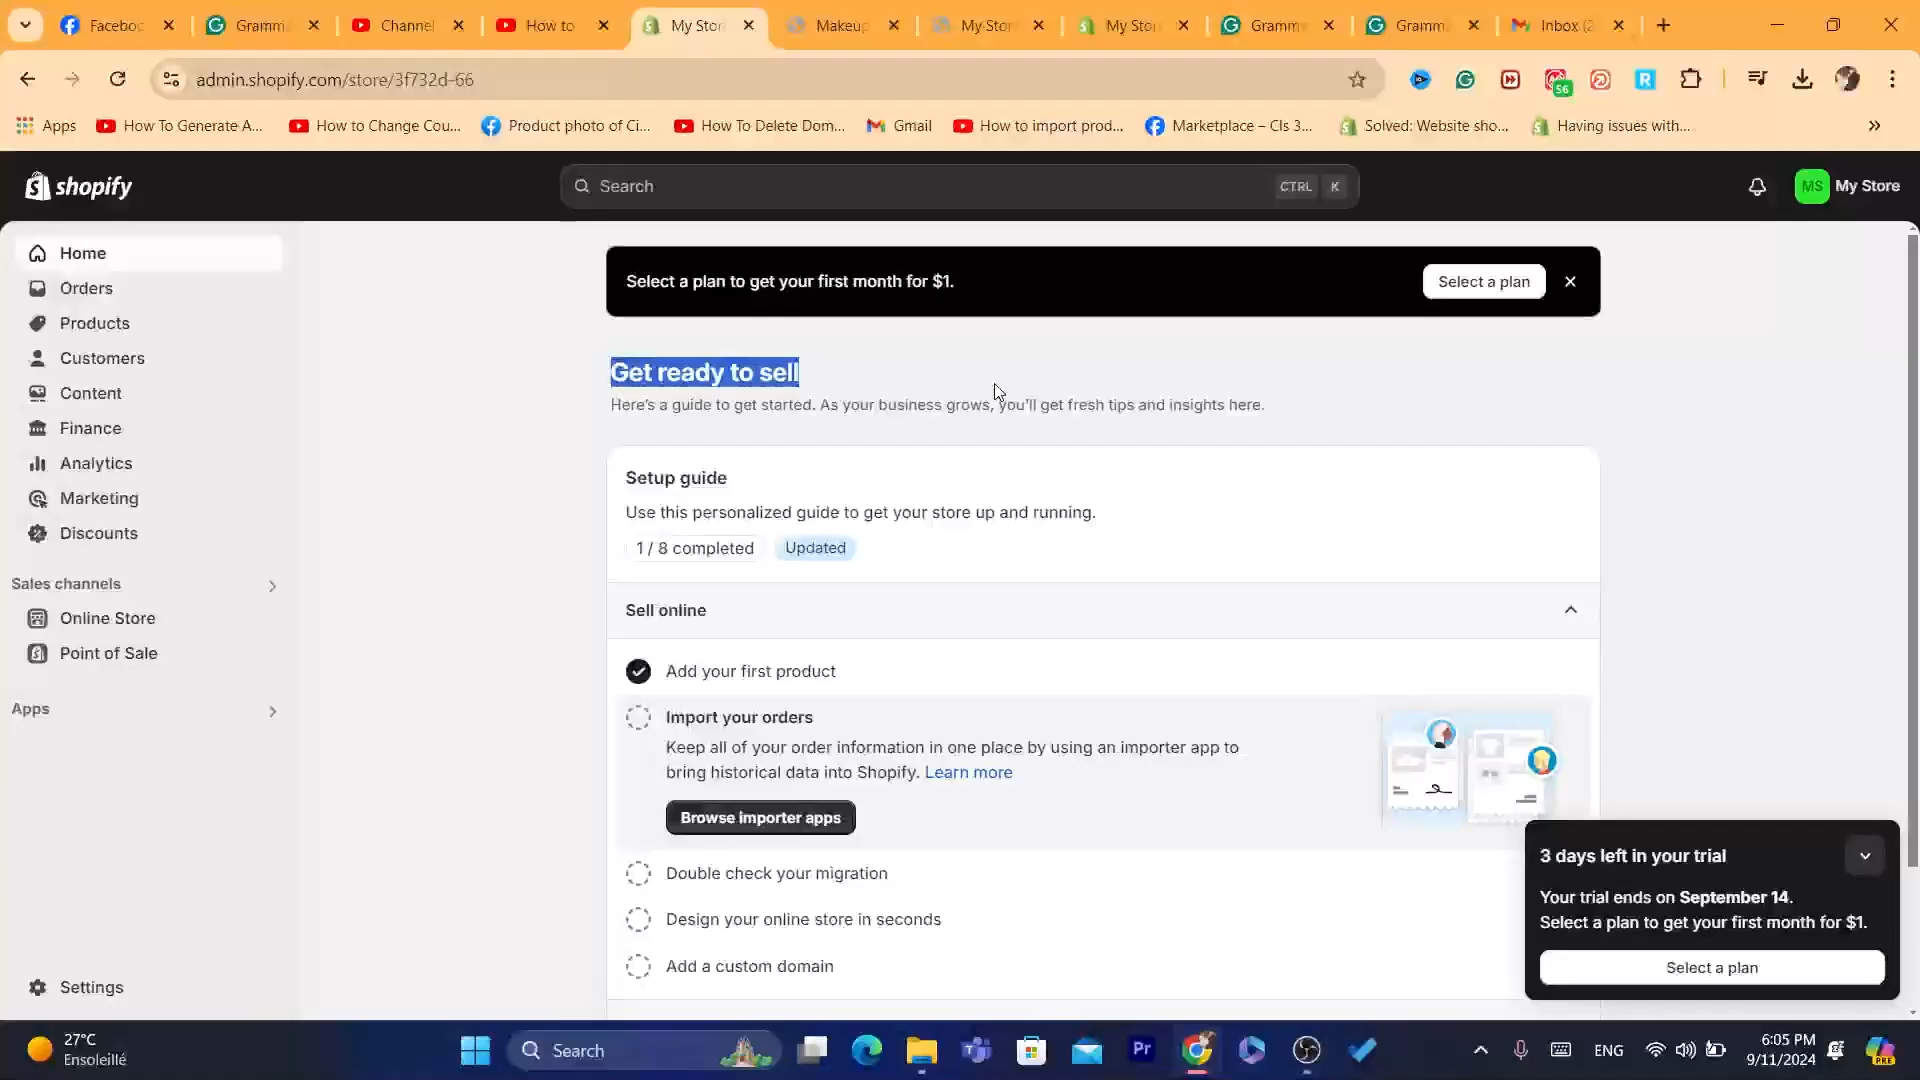 Faceboc
Gramma
Channel
How to
My Stor
Makeup
My Stor
My Stor
Gramma
Gramm
Inbox (2
admin.shopify.com/store/3f732d-66
56
Apps
How To Generate A...
How to Change Cou...
Product photo of Ci...
How To Delete Dom...
Gmail
How to import prod...
Marketplace – Cls 3...
Solved: Website sho...
Having issues with...
shopify
Search
CTRL K
MS
My Store
Home
Orders
Products
Customers
Content
Finance
Analytics
Marketing
Discounts
Sales channels
Online Store
Point of Sale
Apps
Settings
Select a plan to get your first month for $1.
Select a plan
Get ready to sell
Here's a guide to get started. As your business grows, you'll get fresh tips and insights here.
Setup guide
Use this personalized guide to get your store up and running.
1 / 8 completed
Updated
Sell online
Add your first product
Import your orders
Keep all of your order information in one place by using an importer app to
bring historical data into Shopify. Learn more
Browse importer apps
Double check your migration
Design your online store in seconds
Add a custom domain
3 days left in your trial
Your trial ends on September 14.
Select a plan to get your first month for $1.
Select a plan
27°C
Ensoleillé
Search
Pr
ENG
6:05 PM
9/11/2024
PRE